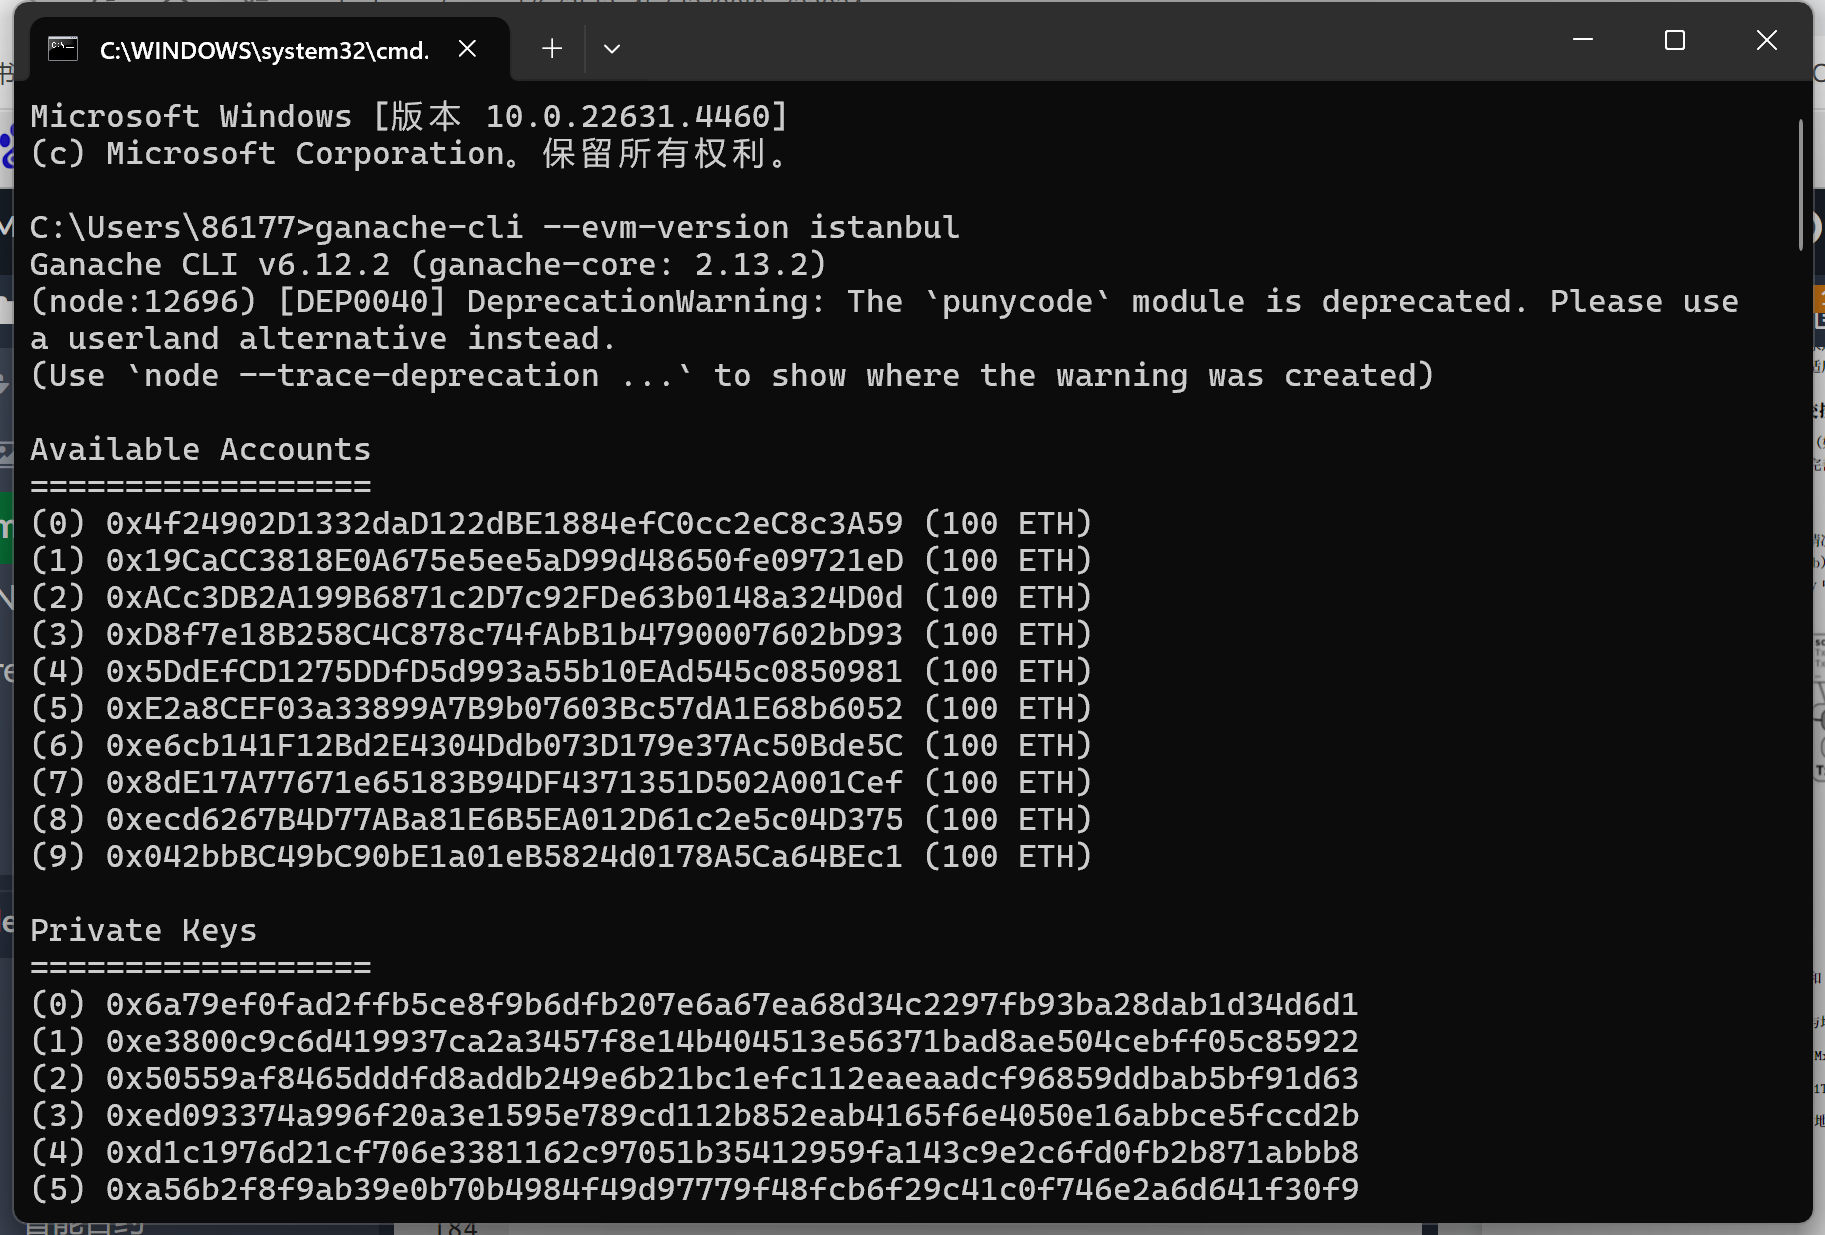 C:\WINDOWS\system32\cmd.
Microsoft Windows [版本 10.0.22631.4460]
(c) Microsoft Corporation。保留所有权利。
C:\Users\86177>ganache-cli --evm-version istanbul
Ganache CLI v6.12.2 (ganache-core: 2.13.2)
(node:12696) [DEP0040] DeprecationWarning: The `punycode` module is deprecated. Please use
a userland alternative instead.
(Use `node --trace-deprecation ...` to show where the warning was created)
Available Accounts
==================
(0) 0x4f24902D1332daD122dBE1884efC0cc2eC8c3A59 (100 ETH)
(1) 0x19CaCC3818E0A675e5ee5aD99d48650fe09721eD (100 ETH)
(2) 0xACc3DB2A199B6871c2D7c92FDe63b0148a324D0d (100 ETH)
(3) 0xD8f7e18B258C4C878c74fAbB1b4790007602bD93 (100 ETH)
(4) 0x5DdEfCD1275DDfD5d993a55b10EAd545c0850981 (100 ETH)
(5) 0xE2a8CEF03a33899A7B9b07603Bc57dA1E68b6052 (100 ETH)
(6) 0xe6cb141F12Bd2E4304Ddb073D179e37Ac50Bde5C (100 ETH)
(7) 0x8dE17A77671e65183B94DF4371351D502A001Cef (100 ETH)
(8) 0xecd6267B4D77ABa81E6B5EA012D61c2e5c04D375 (100 ETH)
(9) 0x042bbBC49bC90bE1a01eB5824d0178A5Ca64BEc1 (100 ETH)
Private Keys
==================
(0) 0x6a79ef0fad2ffb5ce8f9b6dfb207e6a67ea68d34c2297fb93ba28dab1d34d6d1
(1) 0xe3800c9c6d419937ca2a3457f8e14b404513e56371bad8ae504cebff05c85922
(2) 0x50559af8465dddfd8addb249e6b21bc1efc112eaeaadcf96859ddbab5bf91d63
(3) 0xed093374a996f20a3e1595e789cd112b852eab4165f6e4050e16abbce5fccd2b
(4) 0xd1c1976d21cf706e3381162c97051b35412959fa143c9e2c6fd0fb2b871abbb8
(5) 0xa56b2f8f9ab39e0b70b4984f49d97779f48fcb6f29c41c0f746e2a6d641f30f9